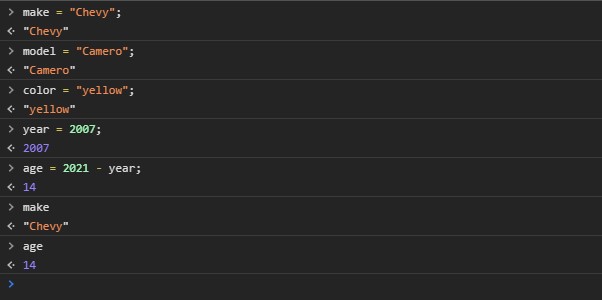 > make = "Chevy";
< "Chevy"
> model = "Camero";
< "Camero"
> color = "yellow";
< "yellow"
> year = 2007;
< 2007
> age = 2021 - year;
< 14
> make
< "Chevy"
> age
< 14
>